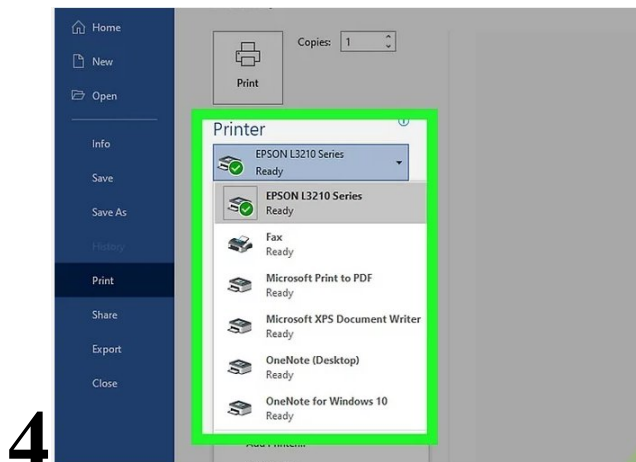 Home
New
Open
Info
Save
Save As
History
Print
Share
Export
Close
Copies: 1
Print
Printer
EPSON L3210 Series
Ready
EPSON L3210 Series
Ready
Fax
Ready
Microsoft Print to PDF
Ready
Microsoft XPS Document Writer
Ready
OneNote (Desktop)
Ready
OneNote for Windows 10
Ready
Add Printer...
4